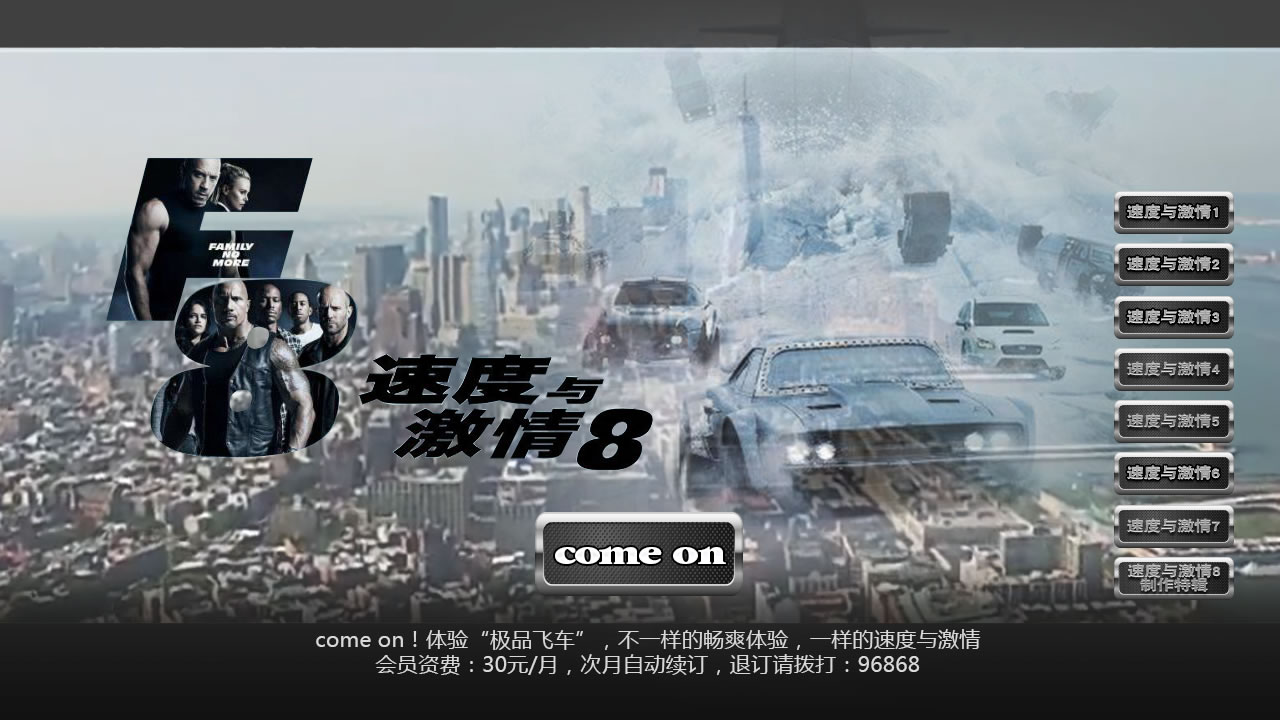 FAMILY
NO
MORE
速度与
激情8
come on
速度与激情1
速度与激情2
速度与激情3
速度与激情4
速度与激情5
速度与激情6
速度与激情7
速度与激情8
制作特辑
come on！体验“极品飞车”，不一样的畅爽体验，一样的速度与激情
会员资费：30元/月，次月自动续订，退订请拨打：96868